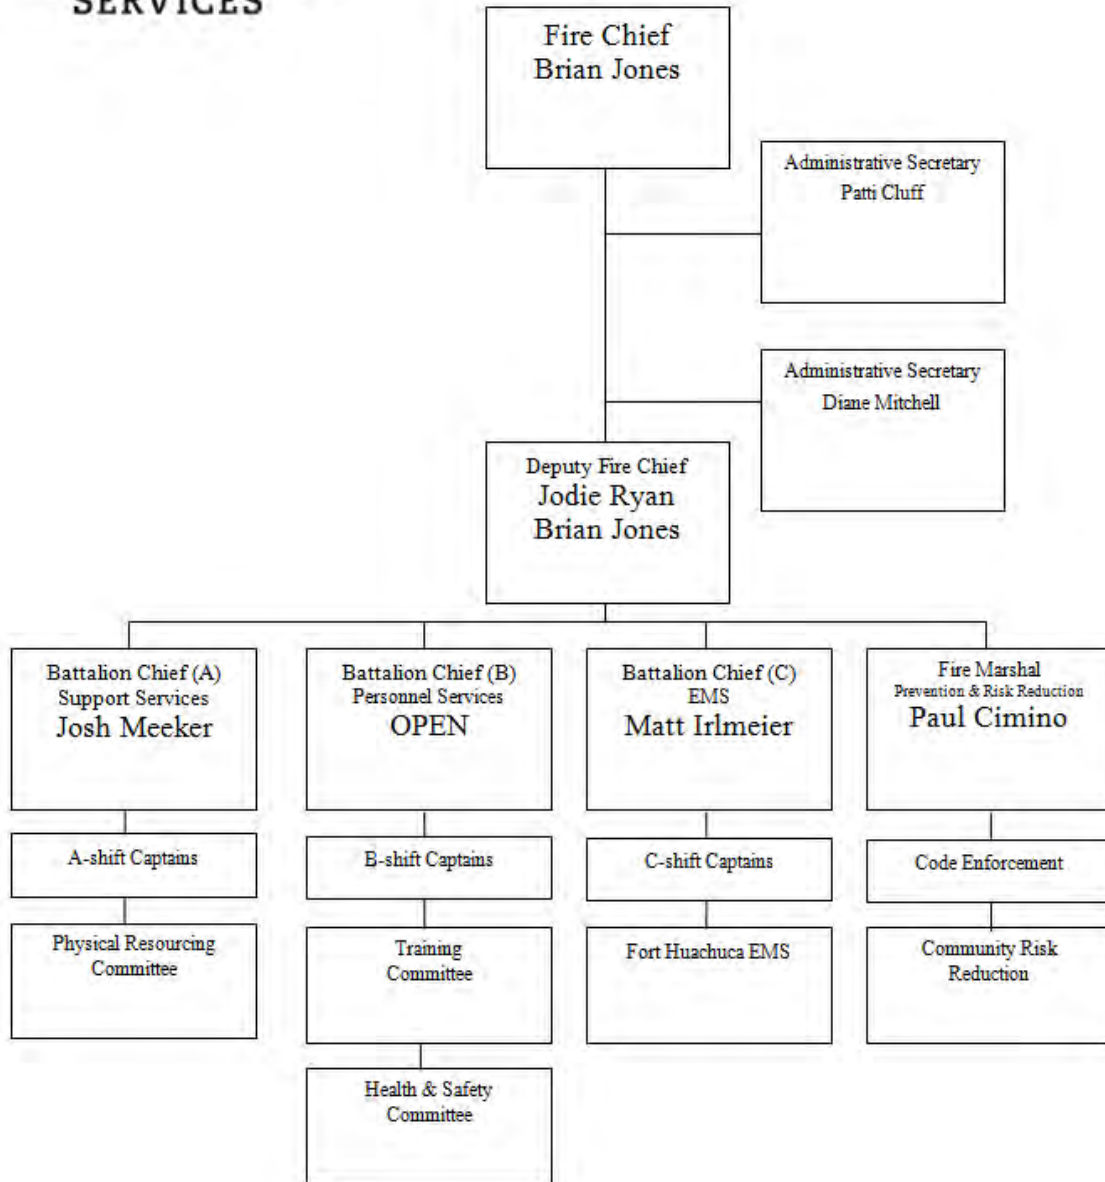 SERVICES
Fire Chief
Brian Jones
Administrative Secretary
Patti Cluff
Administrative Secretary
Diane Mitchell
Deputy Fire Chief
Jodie Ryan
Brian Jones
Battalion Chief (A)
Support Services
Josh Meeker
Battalion Chief (B)
Personnel Services
OPEN
Battalion Chief (C)
EMS
Matt Irlmeier
Fire Marshal
Prevention & Risk Reduction
Paul Cimino
A-shift Captains
B-shift Captains
C-shift Captains
Code Enforcement
Physical Resourcing
Committee
Training
Committee
Fort Huachuca EMS
Community Risk
Reduction
Health & Safety
Committee